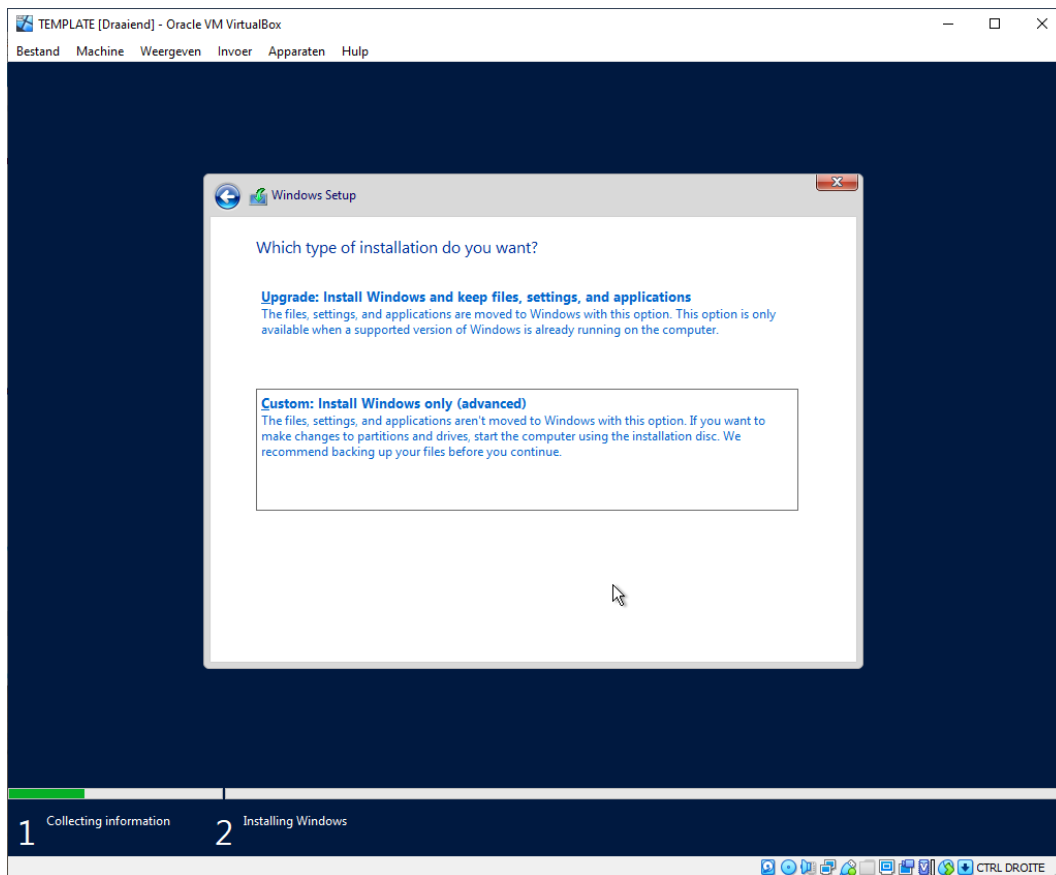 TEMPLATE [Draaiend] - Oracle VM VirtualBox
Bestand Machine Weergeven Invoer Apparaten Hulp
Windows Setup
Which type of installation do you want?
Upgrade: Install Windows and keep files, settings, and applications
The files, settings, and applications are moved to Windows with this option. This option is only
available when a supported version of Windows is already running on the computer.
Custom: Install Windows only (advanced)
The files, settings, and applications aren't moved to Windows with this option. If you want to
make changes to partitions and drives, start the computer using the installation disc. We
recommend backing up your files before you continue.
1 Collecting information 2 Installing Windows
CTRL DROITE